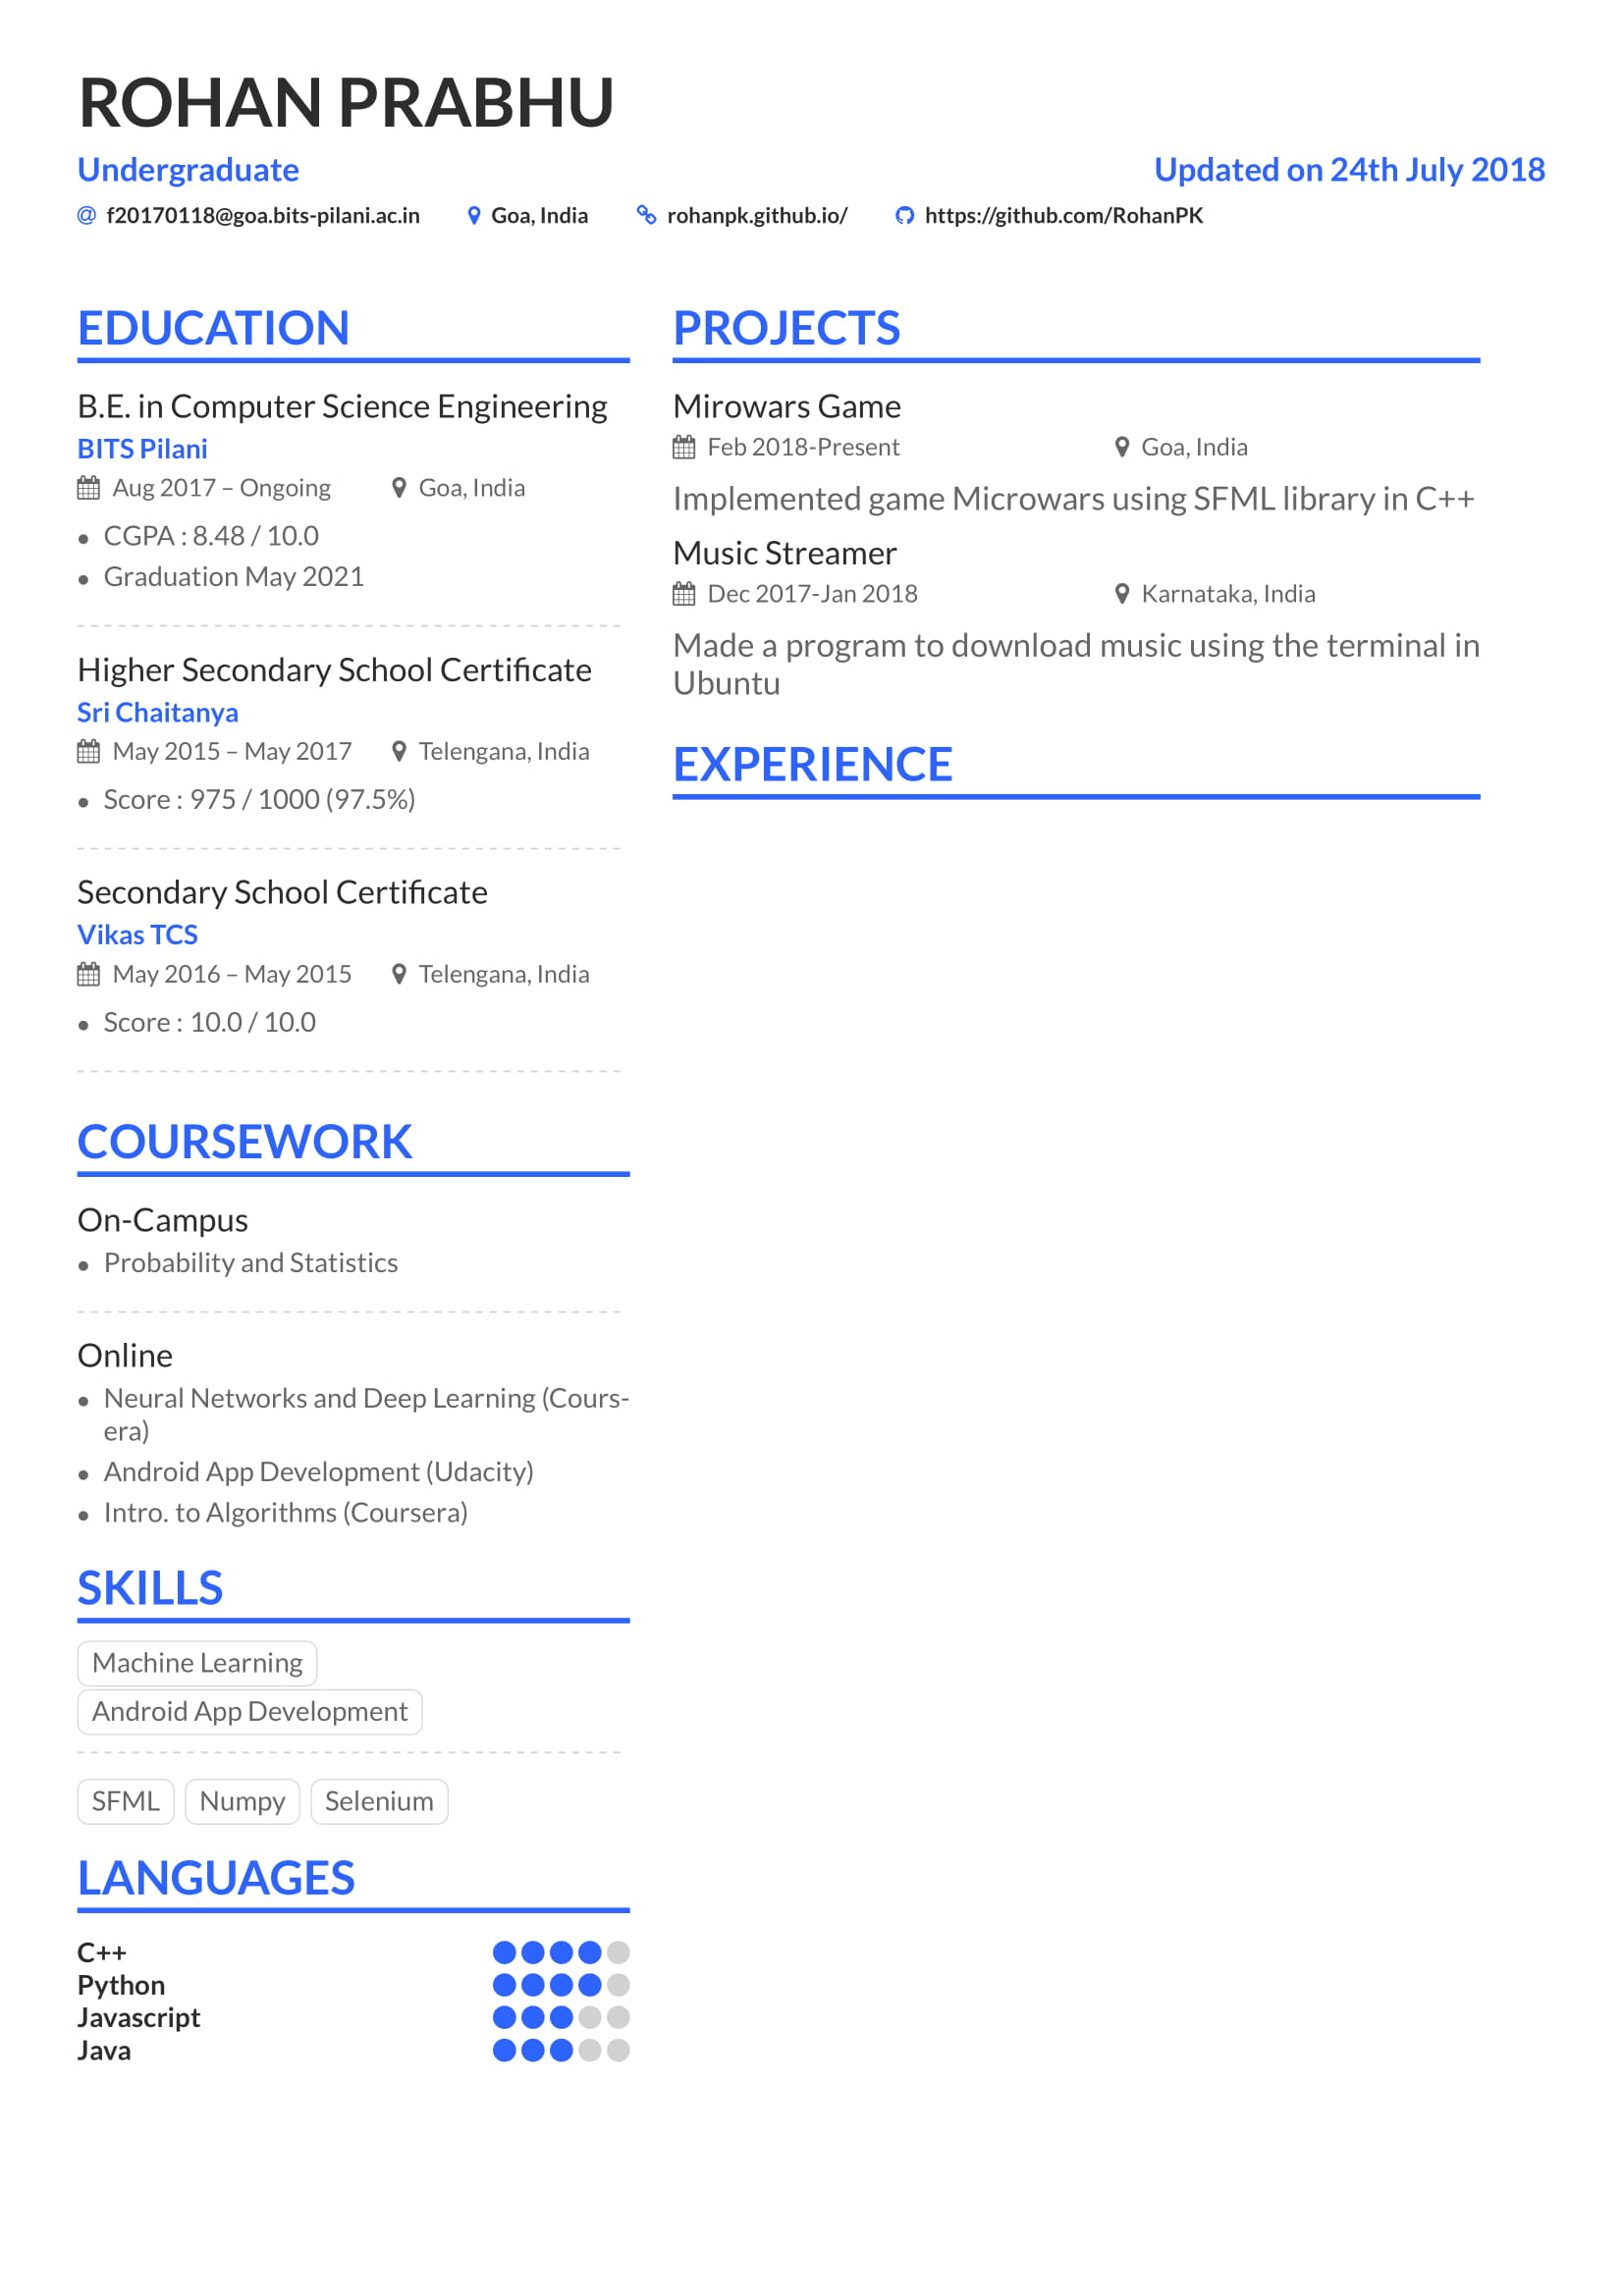 ROHAN PRABHU
Undergraduate
Updated on 24th July 2018
f20170118@goa.bits-pilani.ac.in
Goa, India
rohanpk.github.io/
https://github.com/RohanPK
EDUCATION
B.E. in Computer Science Engineering
BITS Pilani
Aug 2017 – Ongoing
Goa, India
• CGPA : 8.48 / 10.0
• Graduation May 2021
Higher Secondary School Certificate
Sri Chaitanya
May 2015 – May 2017
Telengana, India
• Score : 975 / 1000 (97.5%)
Secondary School Certificate
Vikas TCS
May 2016 – May 2015
Telengana, India
• Score : 10.0 / 10.0
COURSEWORK
On-Campus
• Probability and Statistics
Online
• Neural Networks and Deep Learning (Cours-
era)
• Android App Development (Udacity)
• Intro. to Algorithms (Coursera)
SKILLS
Machine Learning
Android App Development
SFML
Numpy
Selenium
LANGUAGES
C++
Python
Javascript
Java
PROJECTS
Mirowars Game
Feb 2018-Present
Goa, India
Implemented game Microwars using SFML library in C++
Music Streamer
Dec 2017-Jan 2018
Karnataka, India
Made a program to download music using the terminal in
Ubuntu
EXPERIENCE